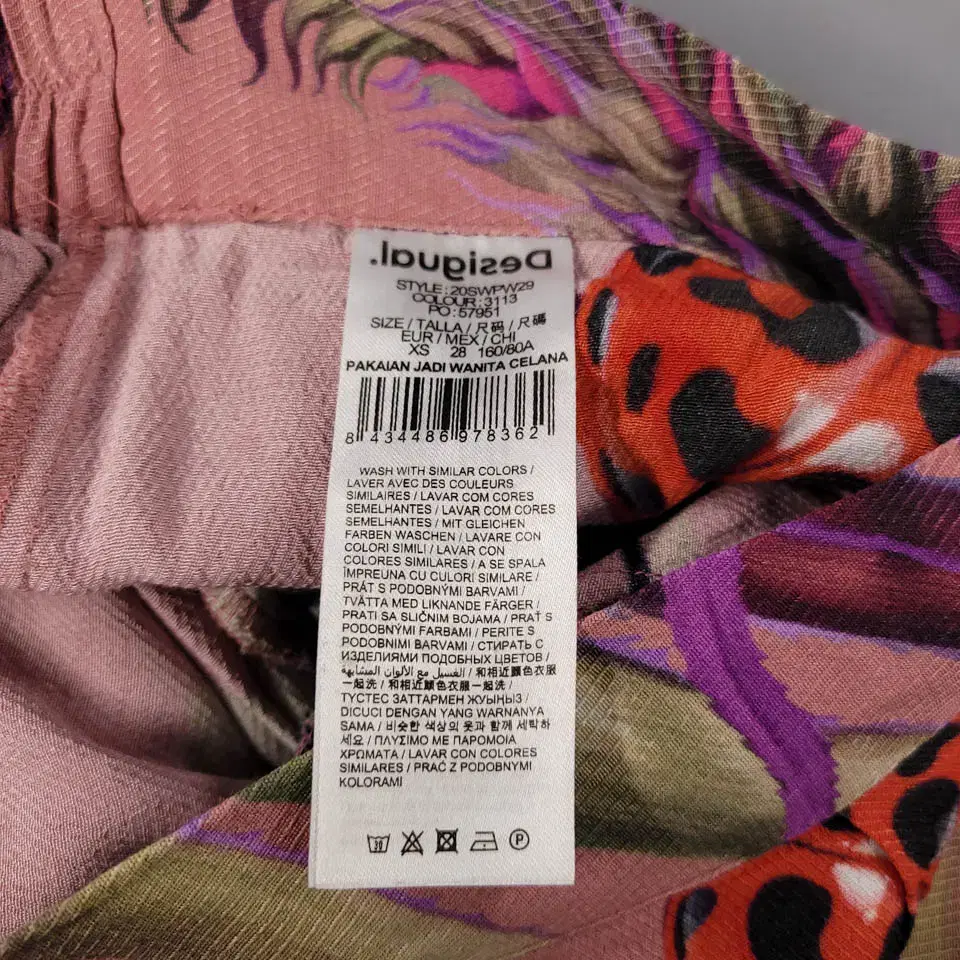 Desigual.
STYLE:20SWPW29
COLOUR:3113
PO:57951
SIZE/TALLA/尺码/尺碼
EUR/MEX/CHI
XS 28 160/80A
PAKAIAN JADI WANITA CELANA
8 434486 978362
WASH WITH SIMILAR COLORS /
LAVER AVEC DES COULEURS
SIMILAIRES / LAVAR COM CORES
SEMELHANTES / LAVAR COM CORES
SEMELHANTES / MIT GLEICHEN
FARBEN WASCHEN / LAVARE CON
COLORI SIMILI / LAVAR CON
COLORES SIMILARES / A SE SPALA
ÎMPREUNA CU CULORI SIMILARE /
PRÁT S PODOBNÝMI BARVAMI /
TVÄTTA MED LIKNANDE FÄRGER /
PRATI SA SLIČNIM BOJAMA / PRAŤ S
PODOBNÝMI FARBAMI / PERITE S
PODOBNIMI BARVAMI / СТИРАТЬ С
ИЗДЕЛИЯМИ ПОДОБНЫХ ЦВЕТОВ /
الغسيل مع الألوان المشابهة / 和相近顏色衣服
一起洗 / 和相近顏色衣服一起洗 /
ТҮСТЕС ЗАТТАРМЕН ЖУЫҢЫЗ /
DICUCI DENGAN YANG WARNANYA
SAMA / 비슷한 색상의 옷과 함께 세탁하
세요 / ΠΛΥΣΙΜΟ ΜΕ ΠΑΡΟΜΟΙΑ
ΧΡΩΜΑΤΑ / LAVAR CON COLORES
SIMILARES / PRAĆ Z PODOBNYMI
KOLORAMI
30
P